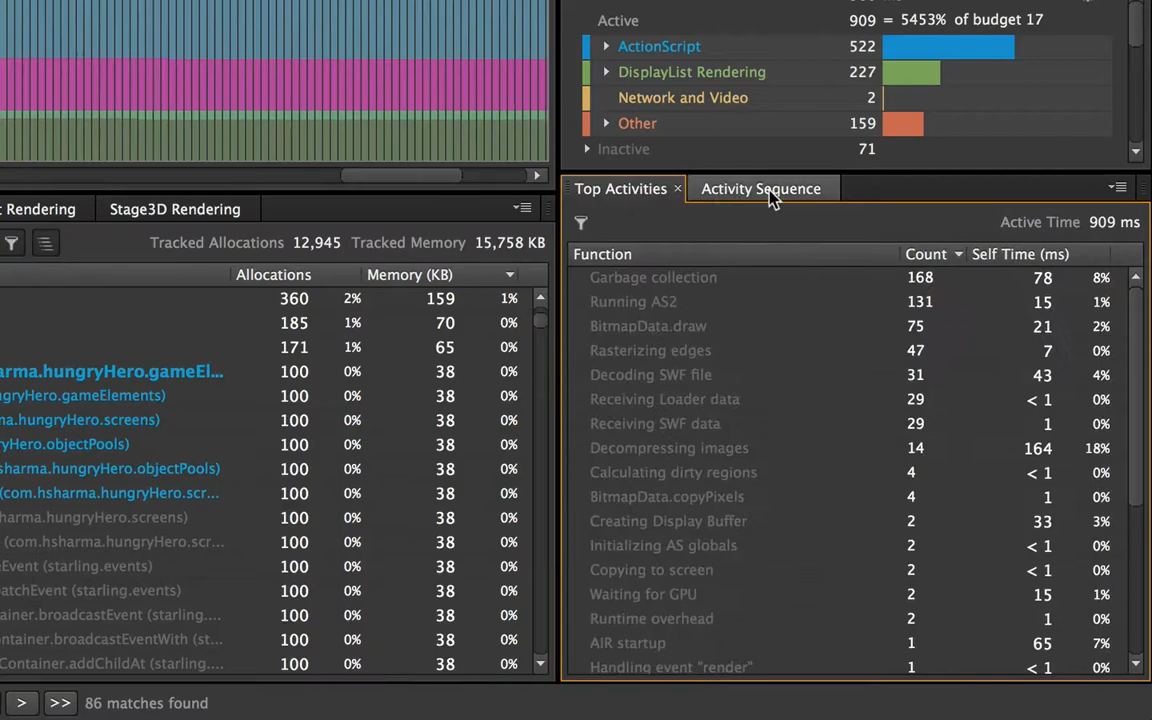 Active 909 = 5453% of budget 17
ActionScript 522
DisplayList Rendering 227
Network and Video 2
Other 159
Inactive 71
Rendering Stage3D Rendering
Tracked Allocations 12,945 Tracked Memory 15,758 KB
Allocations Memory (KB)
360 2% 159 1%
185 1% 70 0%
171 1% 65 0%
arma.hungryHero.gameEl... 100 0% 38 0%
ngryHero.gameElements) 100 0% 38 0%
ma.hungryHero.screens) 100 0% 38 0%
ryHero.objectPools) 100 0% 38 0%
sharma.hungryHero.objectPools) 100 0% 38 0%
(com.hsharma.hungryHero.scr... 100 0% 38 0%
harma.hungryHero.screens) 100 0% 38 0%
(com.hsharma.hungryHero.scr... 100 0% 38 0%
eEvent (starling.events) 100 0% 38 0%
atchEvent (starling.events) 100 0% 38 0%
ainer.broadcastEvent (starling.... 100 0% 38 0%
ontainer.broadcastEventWith (st... 100 0% 38 0%
Container.addChildAt (starling.... 100 0% 38 0%
> >> 86 matches found
Top Activities × Activity Sequence
Active Time 909 ms
Function Count Self Time (ms)
Garbage collection 168 78 8%
Running AS2 131 15 1%
BitmapData.draw 75 21 2%
Rasterizing edges 47 7 0%
Decoding SWF file 31 43 4%
Receiving Loader data 29 < 1 0%
Receiving SWF data 29 1 0%
Decompressing images 14 164 18%
Calculating dirty regions 4 < 1 0%
BitmapData.copyPixels 4 1 0%
Creating Display Buffer 2 33 3%
Initializing AS globals 2 < 1 0%
Copying to screen 2 < 1 0%
Waiting for GPU 2 15 1%
Runtime overhead 2 1 0%
AIR startup 1 65 7%
Handling event "render" 1 < 1 0%